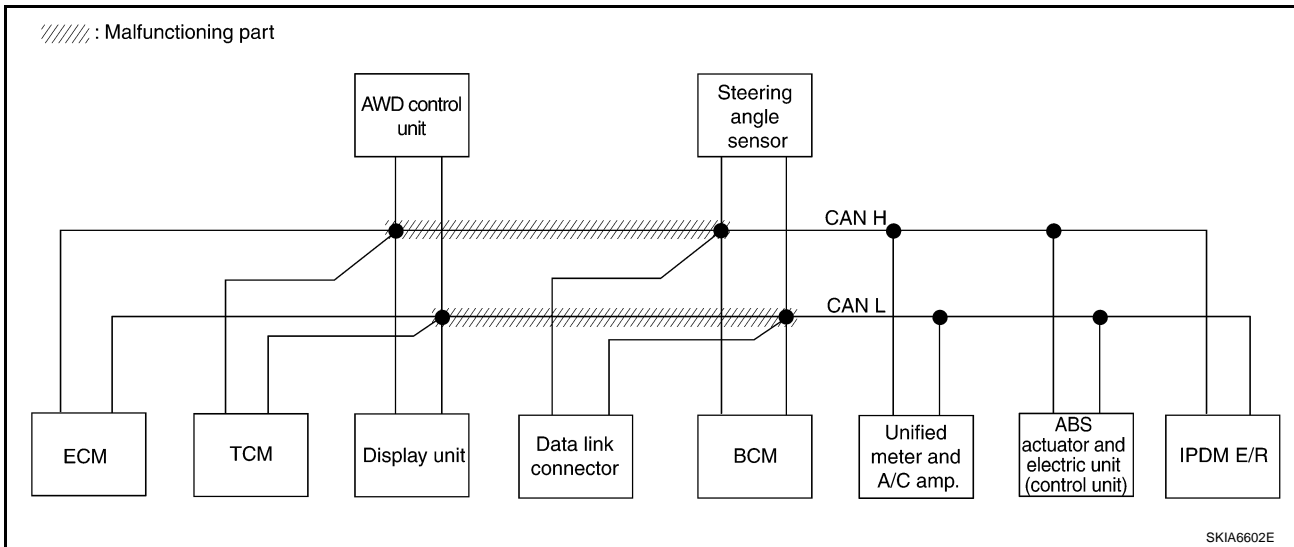 : Malfunctioning part
AWD control
unit
Steering
angle
sensor
CAN H
CAN L
ECM
TCM
Display unit
Data link
connector
BCM
Unified
meter and
A/C amp.
ABS
actuator and
electric unit
(control unit)
IPDM E/R
SKIA6602E